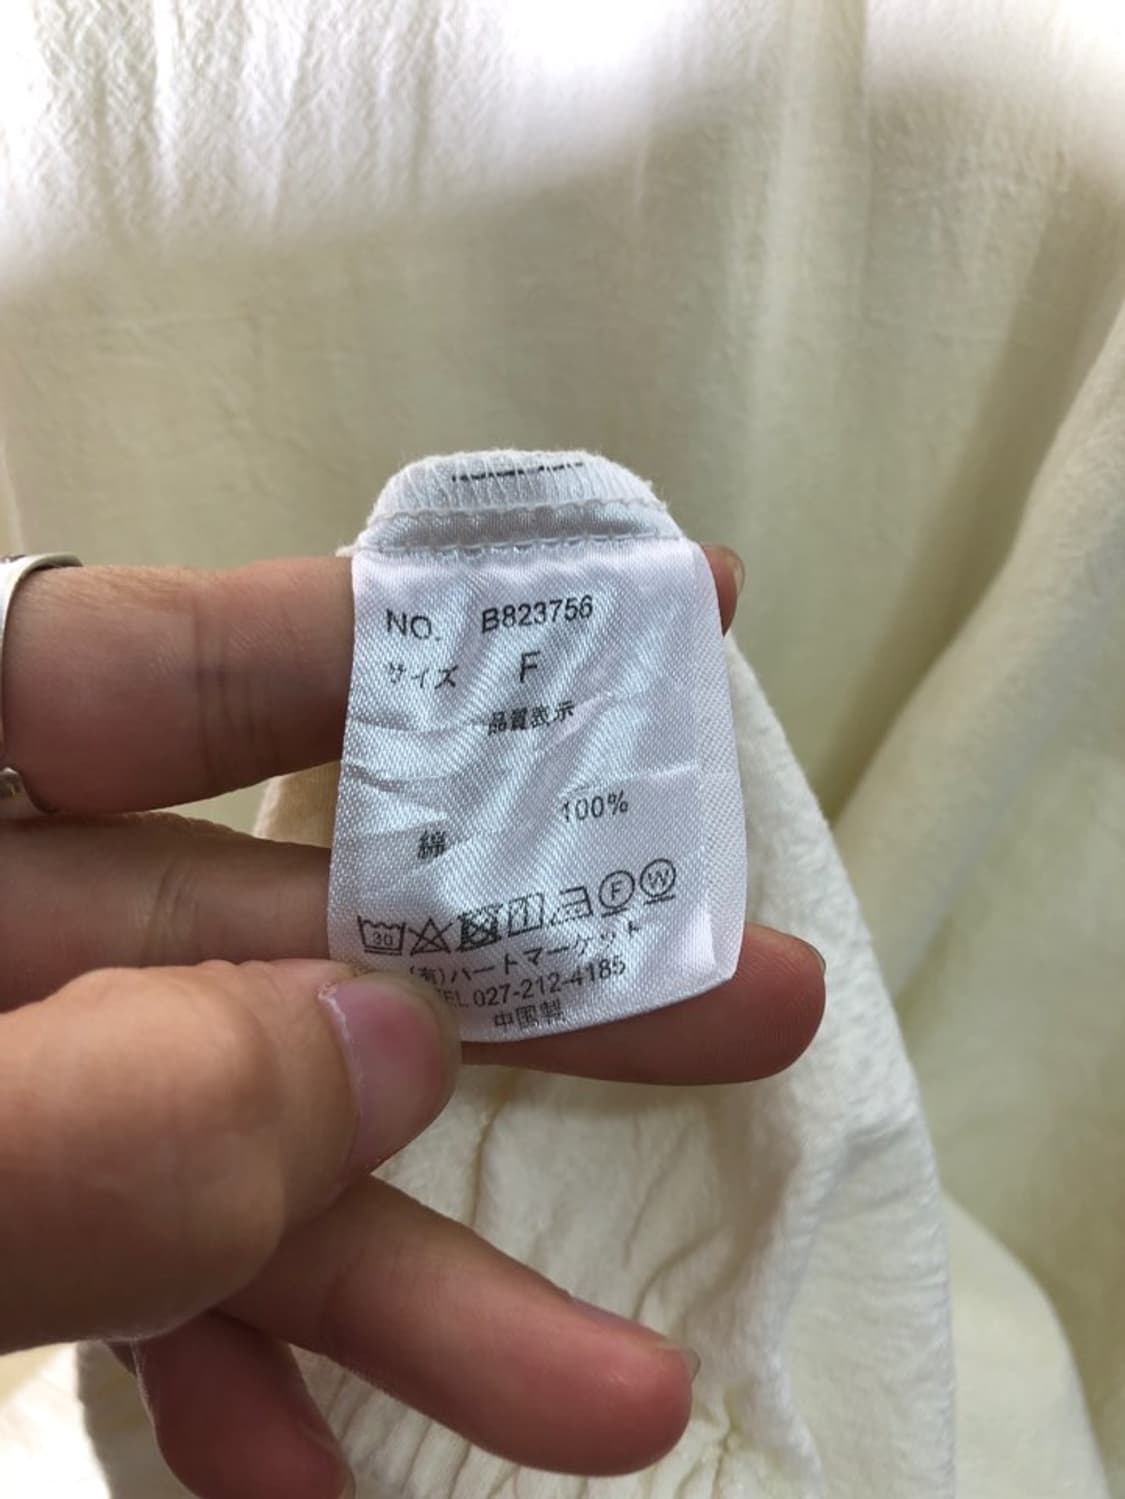 NO. B823756
サイズ F
品質表示
100%
綿
30 F W
(有)ハートマーケット
TEL 027-212-4185
中国製